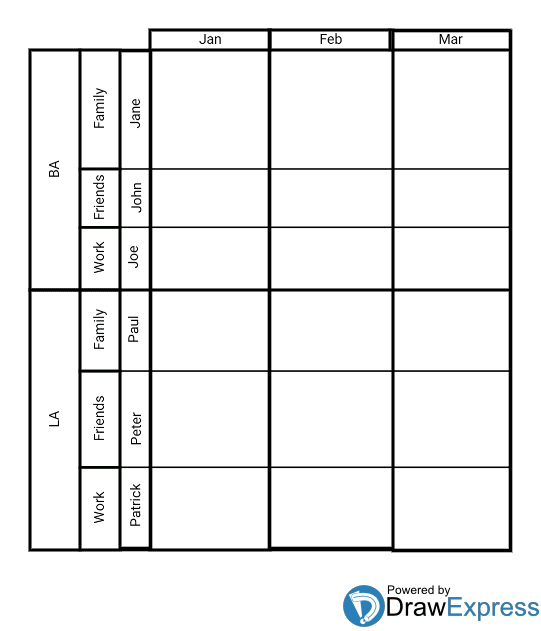 Jan
Feb
Mar
BA
Family
Jane
Friends
John
Work
Joe
LA
Family
Paul
Friends
Peter
Work
Patrick
Powered by
DrawExpress